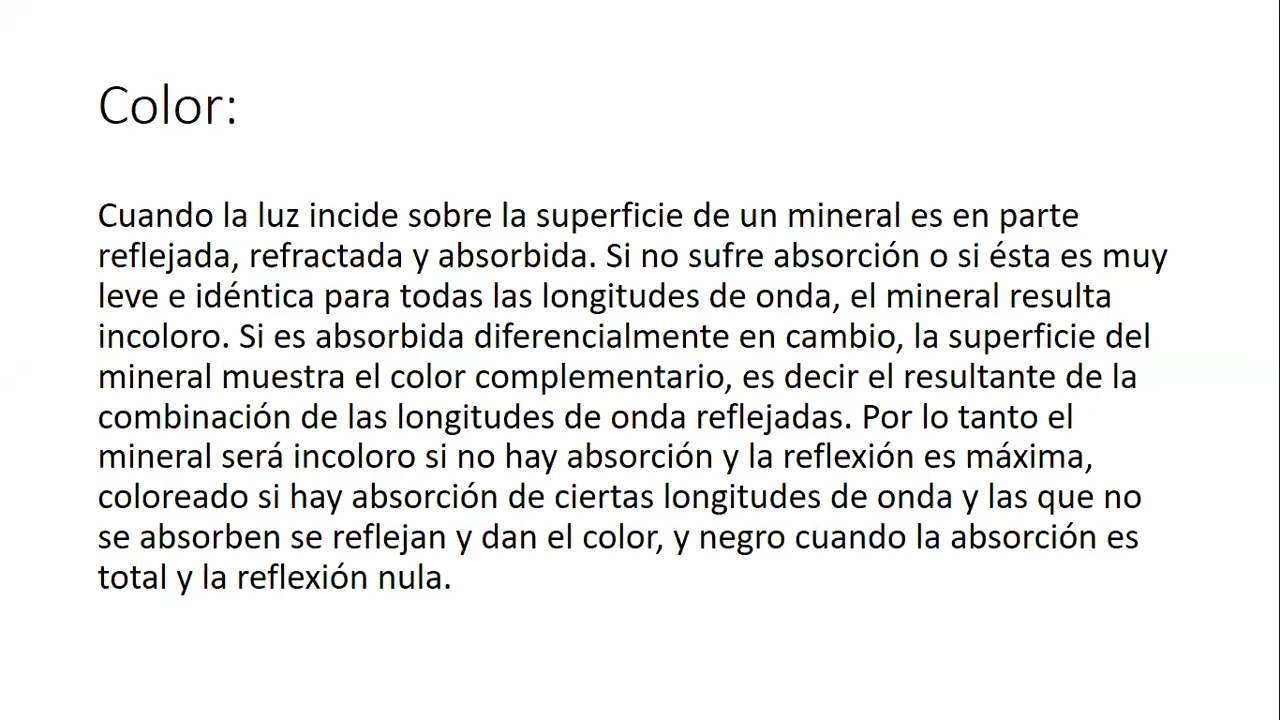 Color:
Cuando la luz incide sobre la superficie de un mineral es en parte
reflejada, refractada y absorbida. Si no sufre absorción o si ésta es muy
leve e idéntica para todas las longitudes de onda, el mineral resulta
incoloro. Si es absorbida diferencialmente en cambio, la superficie del
mineral muestra el color complementario, es decir el resultante de la
combinación de las longitudes de onda reflejadas. Por lo tanto el
mineral será incoloro si no hay absorción y la reflexión es máxima,
coloreado si hay absorción de ciertas longitudes de onda y las que no
se absorben se reflejan y dan el color, y negro cuando la absorción es
total y la reflexión nula.